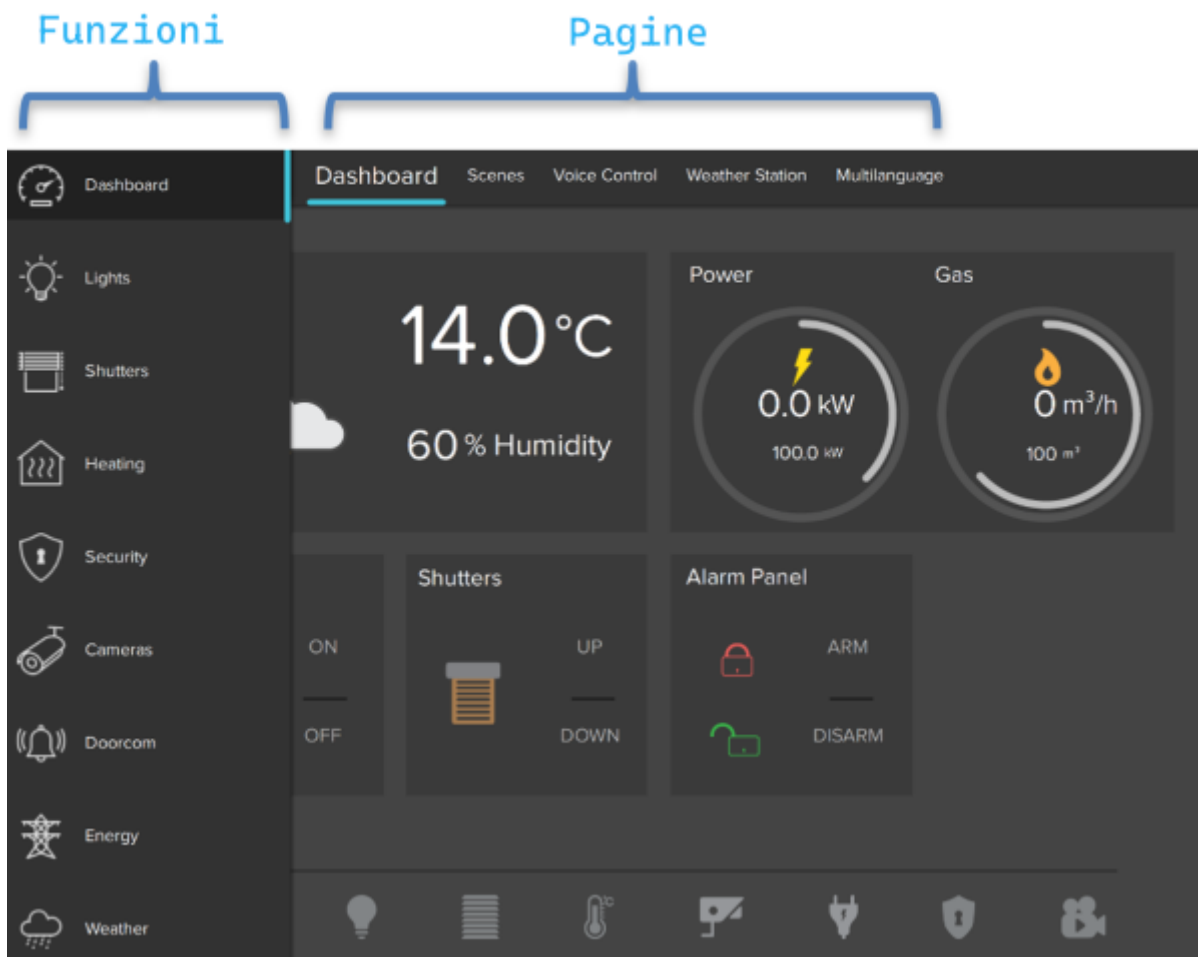 Funzioni
Pagine
Dashboard
Lights
Shutters
Heating
Security
Cameras
Doorcom
Energy
Weather
Dashboard Scenes Voice Control Weather Station Multilanguage
14.0 °C
60 % Humidity
Power
0.0 kW
100.0 kW
Gas
0 m³/h
100 m³
ON
OFF
Shutters
UP
DOWN
Alarm Panel
ARM
DISARM
°C